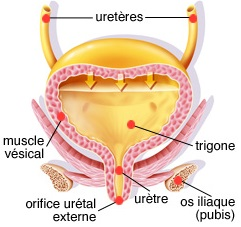 uretères
muscle
vésical
trigone
urètre
orifice urétal
externe
os iliaque
(pubis)